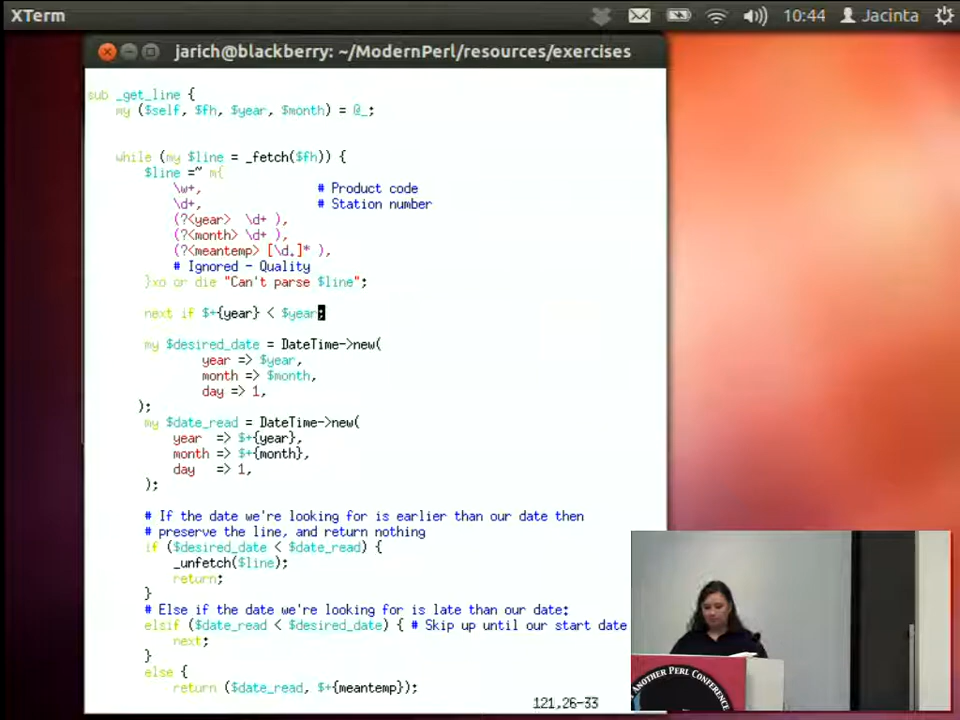 XTerm
10:44 Jacinta
jarich@blackberry: ~/ModernPerl/resources/exercises
sub _get_line {
my ($self, $fh, $year, $month) = @_;
while (my $line = _fetch($fh)) {
$line =~ m{
\w+, # Product code
\d+, # Station number
(?<year> \d+ ),
(?<month> \d+ ),
(?<meantemp> [\d.]* ),
# Ignored - Quality
}xo or die "Can't parse $line";
next if $+{year} < $year;
my $desired_date = DateTime->new(
year => $year,
month => $month,
day => 1,
);
my $date_read = DateTime->new(
year => $+{year},
month => $+{month},
day => 1,
);
# If the date we're looking for is earlier than our date then
# preserve the line, and return nothing
if ($desired_date < $date_read) {
_unfetch($line);
return;
}
# Else if the date we're looking for is late than our date:
elsif ($date_read < $desired_date) { # Skip up until our start date
next;
}
else {
return ($date_read, $+{meantemp});
121,26-33
ANOTHER PERL CONFERENCE